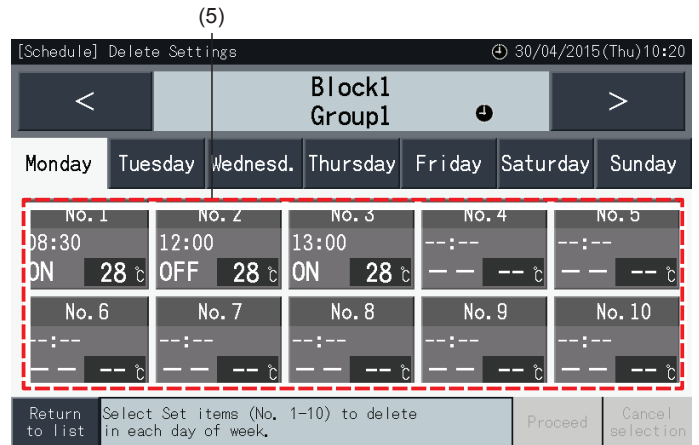 (5)
[Schedule] Delete Settings 30/04/2015(Thu)10:20
< Block1 >
Group1
Monday Tuesday Wednesd. Thursday Friday Saturday Sunday
No.1 No.2 No.3 No.4 No.5
08:30 12:00 13:00 --:-- --:--
ON 28℃ OFF 28℃ ON 28℃ -- --℃ -- --℃
No.6 No.7 No.8 No.9 No.10
--:-- --:-- --:-- --:-- --:--
-- --℃ -- --℃ -- --℃ -- --℃ -- --℃
Return Select Set items (No. 1-10) to delete Proceed Cancel
to list in each day of week. selection